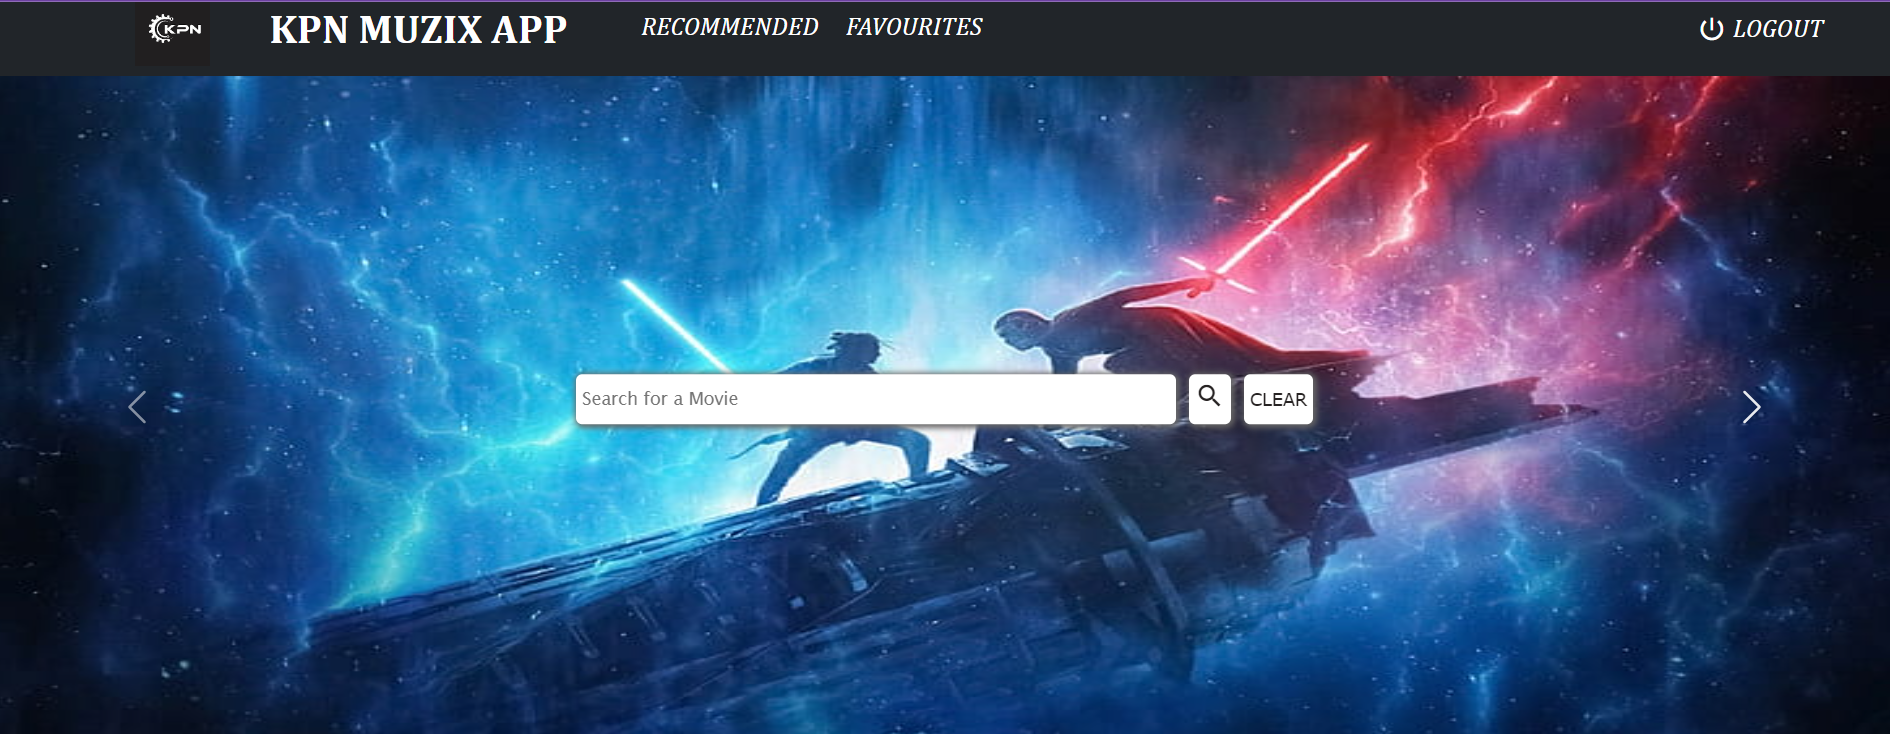 KPN
KPN MUZIX APP
RECOMMENDED
FAVOURITES
LOGOUT
Search for a Movie
CLEAR